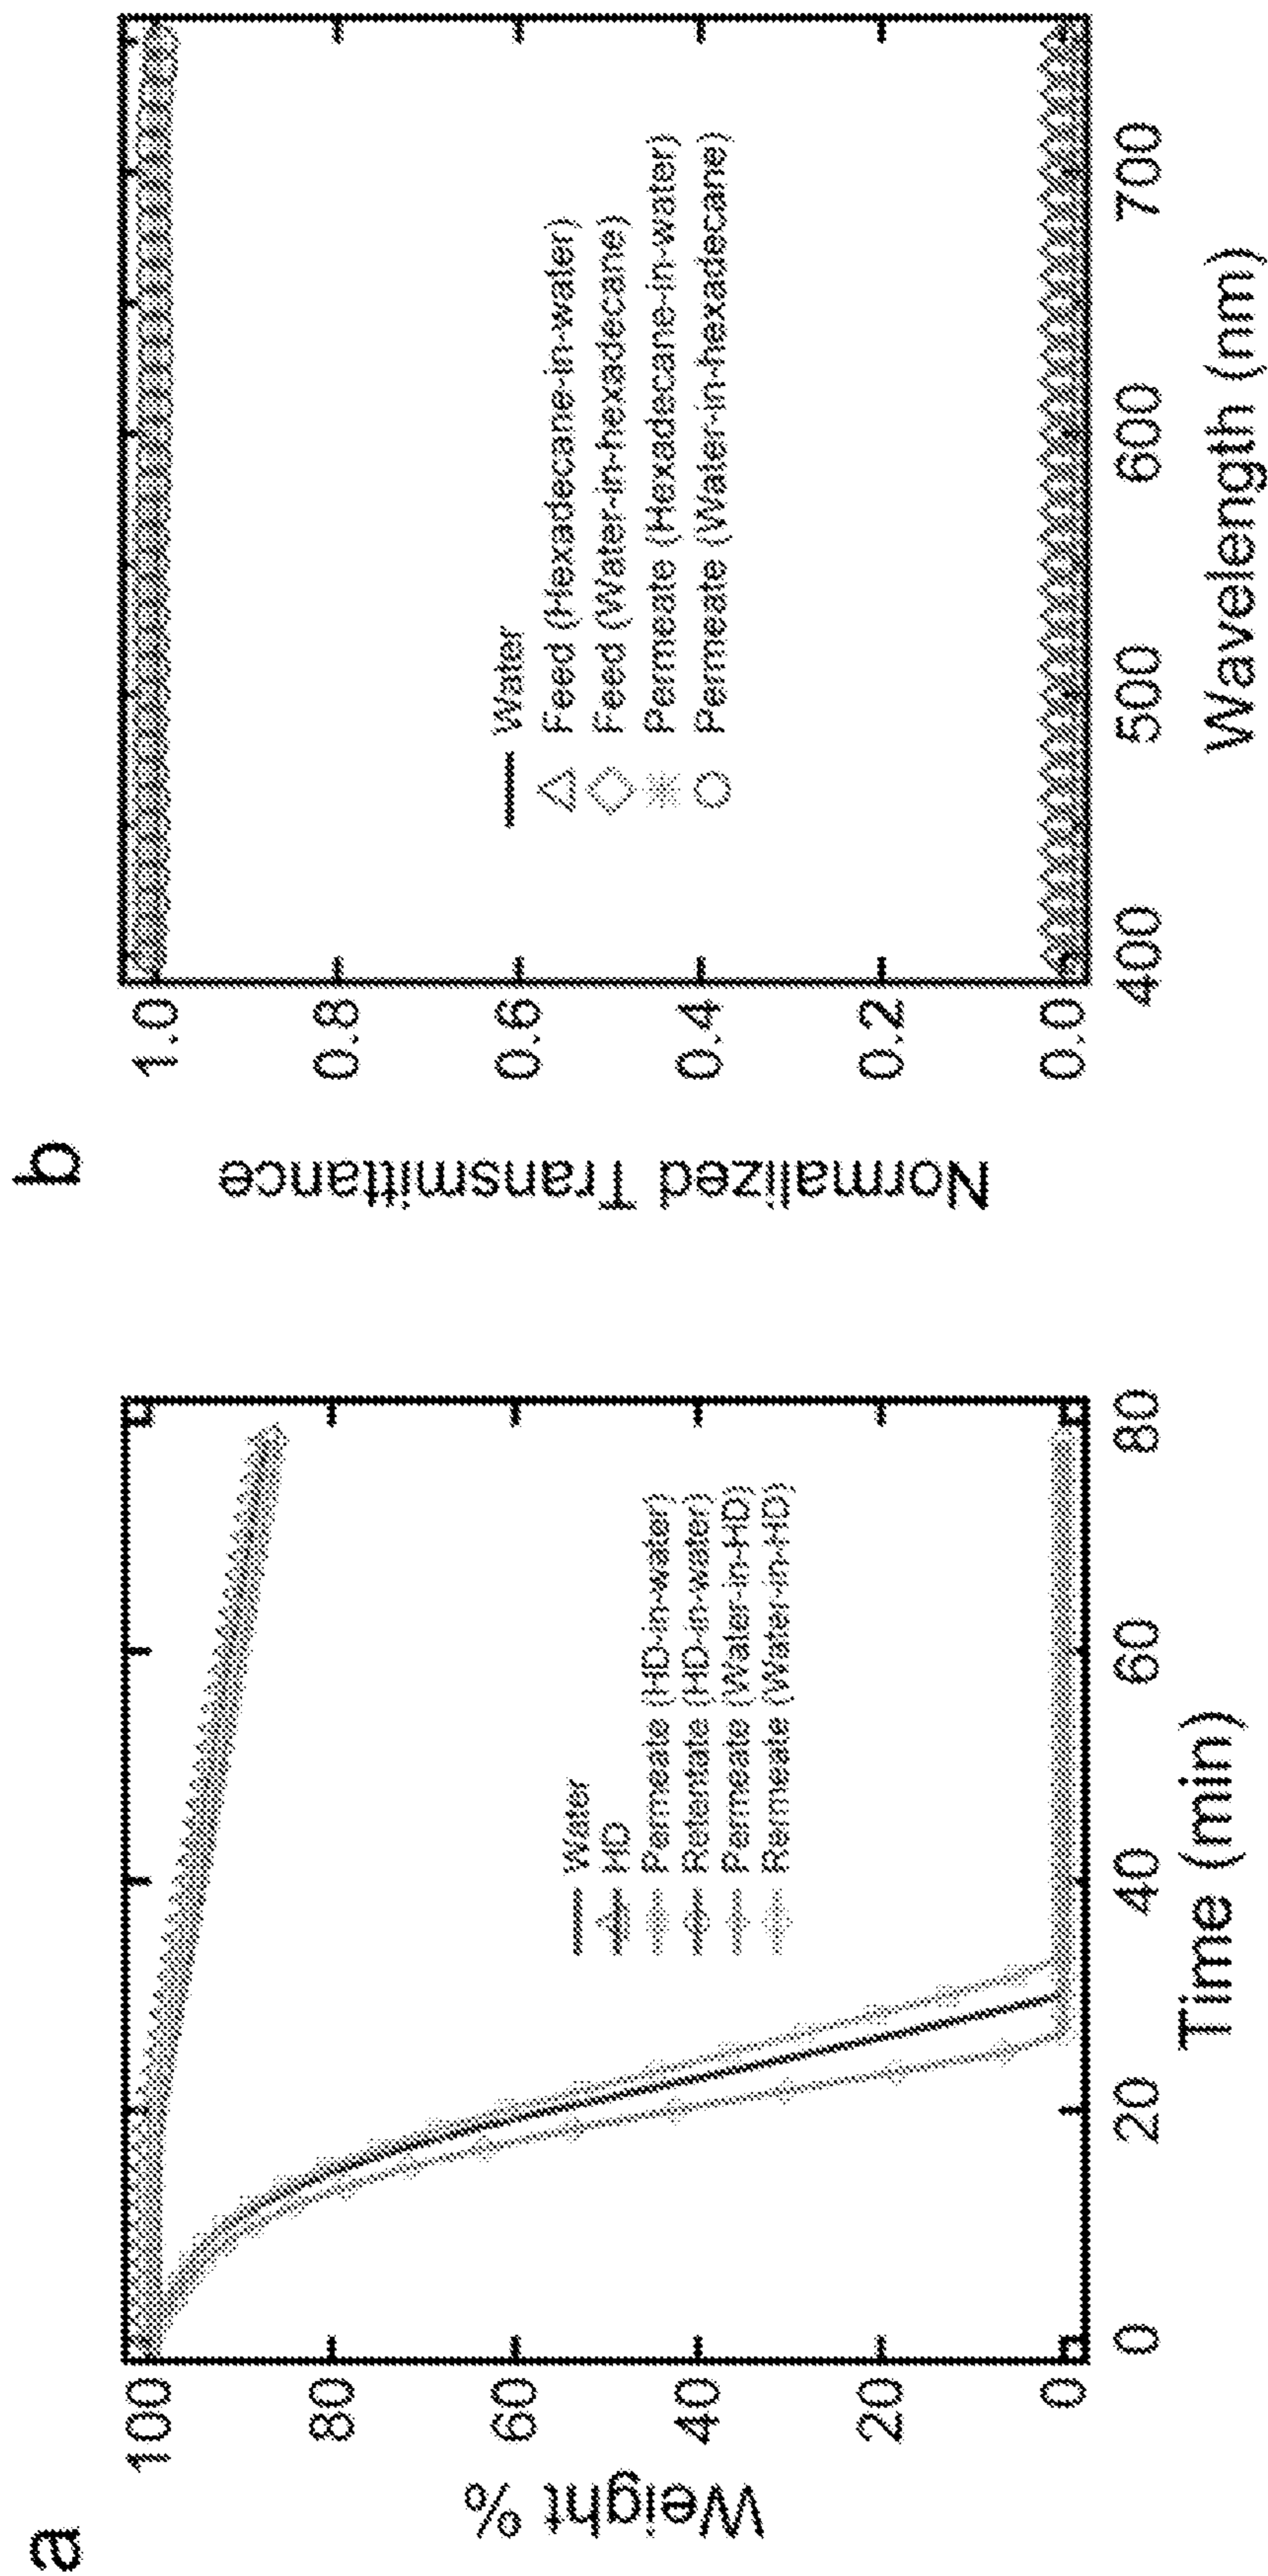 a
Weight %
100
80
60
40
20
0
Water
HD
Permeate (HD-in-water)
Retentate (HD-in-water)
Permeate (Water-in-HD)
Rermeate (Water-in-HD)
0 20 40 60 80
Time (min)
b
Normalized Transmittance
1.0
0.8
0.6
0.4
0.2
0.0
Water
Feed (Hexadecane-in-water)
Feed (Water-in-hexadecane)
Permeate (Hexadecane-in-water)
Permeate (Water-in-hexadecane)
400 500 600 700
Wavelength (nm)